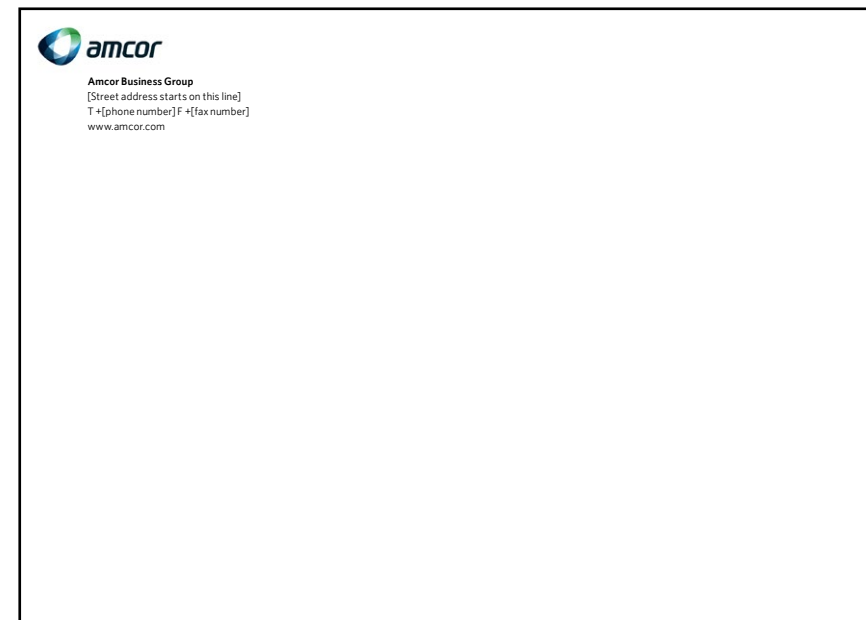 amcor
Amcor Business Group
[Street address starts on this line]
T +[phone number] F +[fax number]
www.amcor.com